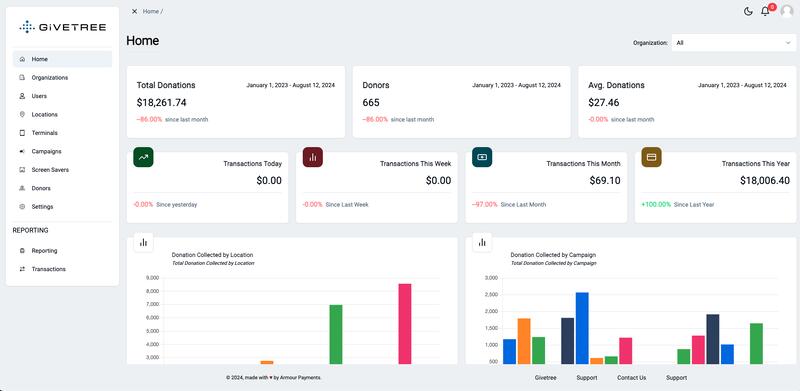 GiVETREE
Home
Organizations
Users
Locations
Terminals
Campaigns
Screen Savers
Donors
Settings
REPORTING
Reporting
Transactions
Home /
8
Home
Organization: All
Total Donations January 1, 2023 - August 12, 2024
$18,261.74
--86.00% since last month
Donors January 1, 2023 - August 12, 2024
665
--86.00% since last month
Avg. Donations January 1, 2023 - August 12, 2024
$27.46
-0.00% since last month
Transactions Today
$0.00
-0.00% Since yesterday
Transactions This Week
$0.00
-0.00% Since Last Week
Transactions This Month
$69.10
--97.00% Since Last Month
Transactions This Year
$18,006.40
+100.00% Since Last Year
Donation Collected by Location
Total Donation Collected by Location
9,000
8,000
7,000
6,000
5,000
4,000
3,000
Donation Collected by Campaign
Total Donation Collected by Campaign
3,000
2,500
2,000
1,500
1,000
500
© 2024, made with ♥ by Armour Payments.
Givetree Support Contact Us Support